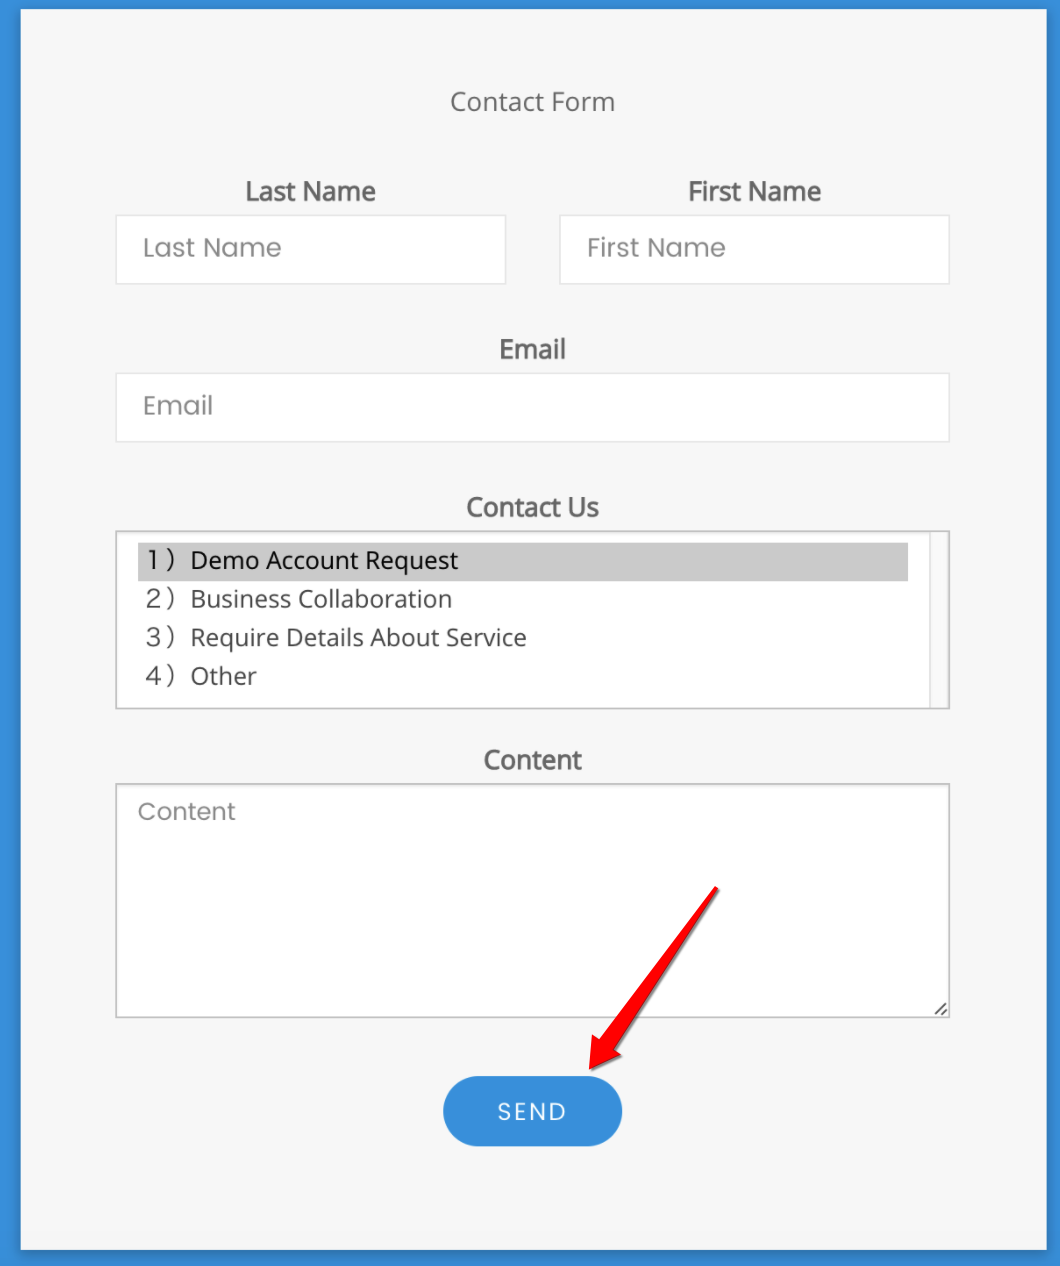 Contact Form
Last Name
First Name
Last Name
First Name
Email
Email
Contact Us
1）Demo Account Request
2）Business Collaboration
3）Require Details About Service
4）Other
Content
Content
SEND